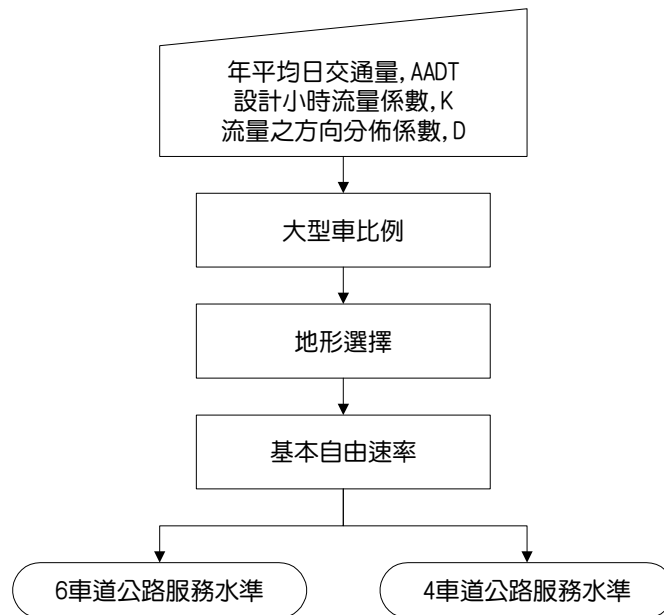 年平均日交通量,AADT
設計小時流量係數,K
流量之方向分佈係數,D
大型車比例
地形選擇
基本自由速率
6車道公路服務水準
4車道公路服務水準